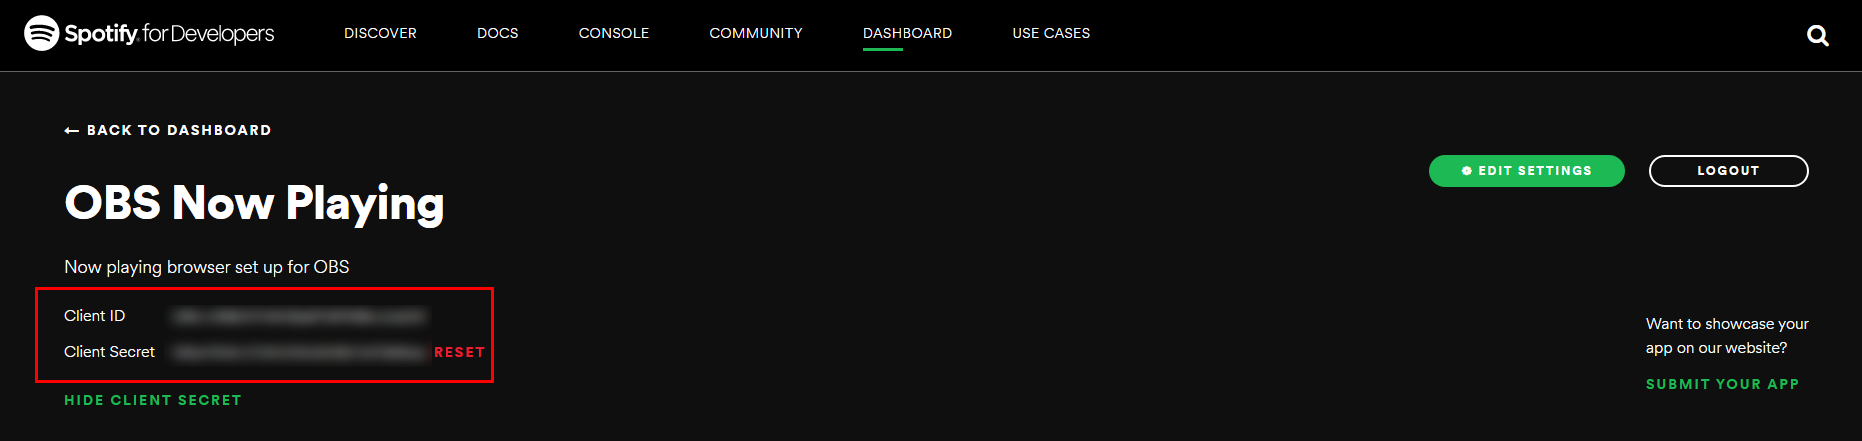 Spotify for Developers
DISCOVER
DOCS
CONSOLE
COMMUNITY
DASHBOARD
USE CASES
← BACK TO DASHBOARD
EDIT SETTINGS
LOGOUT
OBS Now Playing
Now playing browser set up for OBS
Client ID
Client Secret RESET
HIDE CLIENT SECRET
Want to showcase your
app on our website?
SUBMIT YOUR APP